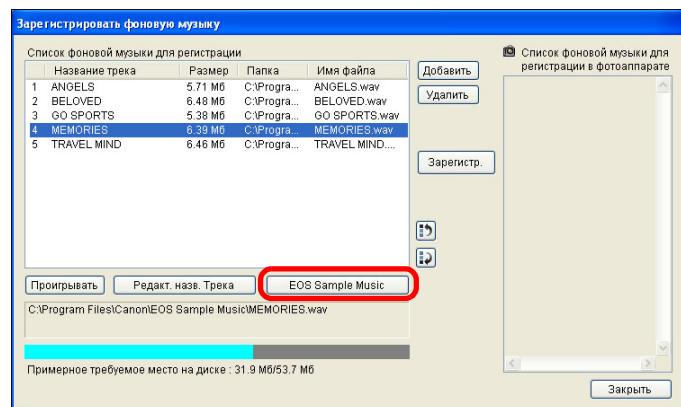 Зарегистрировать фоновую музыку
Список фоновой музыки для регистрации
Название трека Размер Папка Имя файла
1 ANGELS 5.71 Мб C:\Progra... ANGELS.wav
2 BELOVED 6.48 Мб C:\Progra... BELOVED.wav
3 GO SPORTS 5.38 Мб C:\Progra... GO SPORTS.wav
4 MEMORIES 6.39 Мб C:\Progra... MEMORIES.wav
5 TRAVEL MIND 6.46 Мб C:\Progra... TRAVEL MIND....
Добавить
Удалить
Зарегистр.
Список фоновой музыки для
регистрации в фотоаппарате
Проигрывать Редакт. назв. Трека EOS Sample Music
C:\Program Files\Canon\EOS Sample Music\MEMORIES.wav
Примерное требуемое место на диске : 31.9 Мб/53.7 Мб
Закрыть